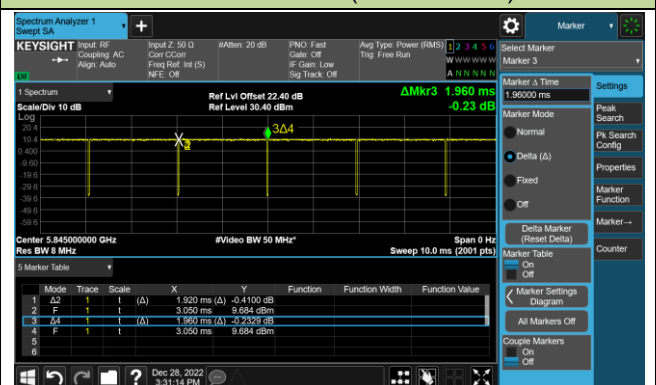 Spectrum Analyzer 1
Swept SA
+
Marker
KEYSIGHT
Input: RF
Coupling: AC
Align: Auto
Input Z: 50 Ω
Corr CCorr
Freq Ref: Int (S)
NFE: Off
#Atten: 20 dB
PNO: Fast
Gate: Off
IF Gain: Low
Sig Track: Off
Avg Type: Power (RMS)
Trig: Free Run
1 2 3 4 5 6
W W W W W W
A N N N N N
Select Marker
Marker 3
LXI
1 Spectrum
Scale/Div 10 dB
Ref Lvl Offset 22.40 dB
Ref Level 30.40 dBm
ΔMkr3 1.960 ms
-0.23 dB
Log
20.4
10.4
0.400
-9.60
-19.6
-29.6
-39.6
-49.6
-59.6
3Δ4
Center 5.845000000 GHz
Res BW 8 MHz
#Video BW 50 MHz*
Span 0 Hz
Sweep 10.0 ms (2001 pts)
5 Marker Table
Mode Trace Scale X Y Function Function Width Function Value
1 Δ2 1 t (Δ) 1.920 ms (Δ) -0.4100 dB
2 F 1 t 3.050 ms 9.684 dBm
3 Δ4 1 t (Δ) 1.960 ms (Δ) -0.2329 dB
4 F 1 t 3.050 ms 9.684 dBm
5
6
Dec 28, 2022
3:31:14 PM
Marker Δ Time
1.96000 ms
Marker Mode
Normal
Delta (Δ)
Fixed
Off
Delta Marker
(Reset Delta)
Marker Table
On
Off
Marker Settings
Diagram
All Markers Off
Couple Markers
On
Off
Settings
Peak
Search
Pk Search
Config
Properties
Marker
Function
Marker→
Counter